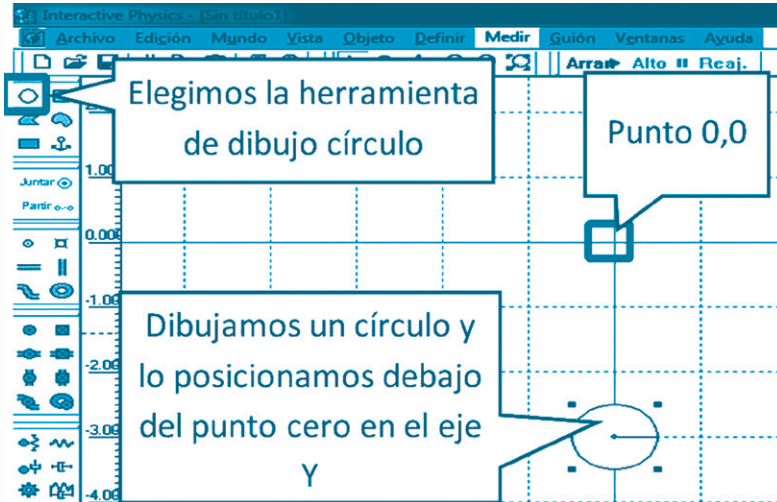 Interactive Physics - [Sin título1]
Archivo Edición Mundo Vista Objeto Definir Medir Guión Ventanas Ayuda
Arran Alto Reaj.
Elegimos la herramienta
de dibujo círculo
Punto 0,0
1.00
Juntar
Partir
0.00
-1.00
Dibujamos un círculo y
lo posicionamos debajo
del punto cero en el eje
Y
-2.00
-3.00
-4.00